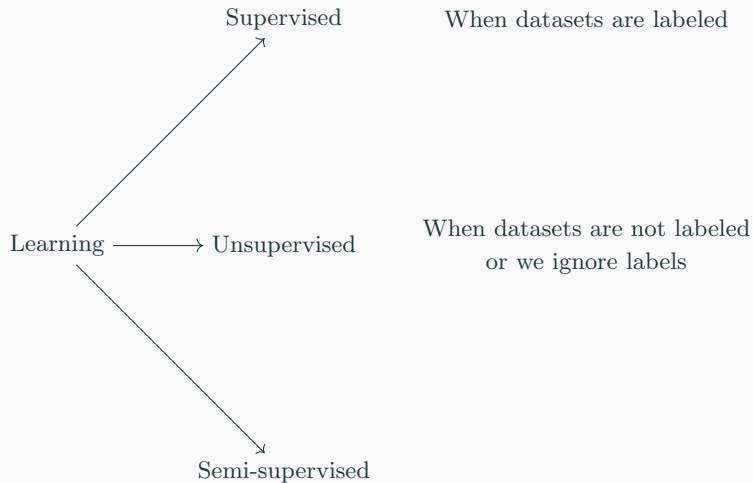 Supervised
When datasets are labeled
Learning
Unsupervised
When datasets are not labeled
or we ignore labels
Semi-supervised